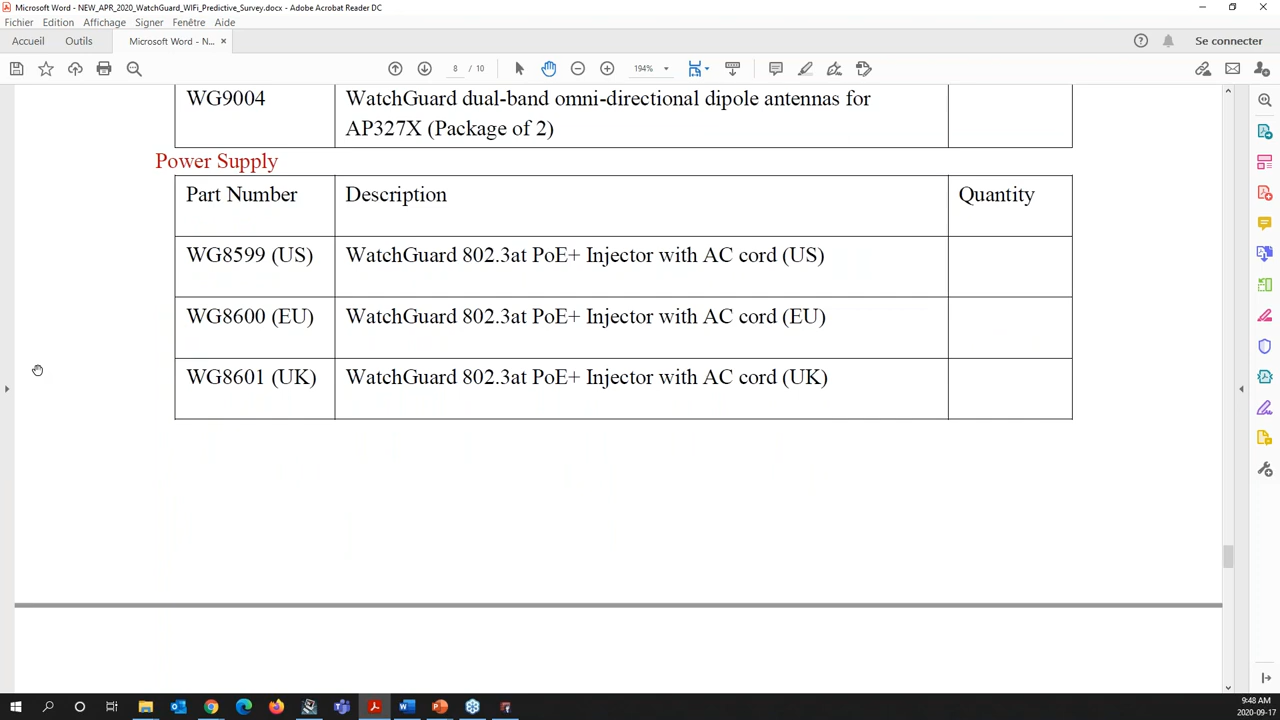 Microsoft Word - NEW_APR_2020_WatchGuard_WIFi_Predictive_Survey.docx - Adobe Acrobat Reader DC
Fichier Edition Affichage Signer Fenêtre Aide
Accueil Outils Microsoft Word - N... × Se connecter
8 / 10 194%
WG9004 WatchGuard dual-band omni-directional dipole antennas for
AP327X (Package of 2)
Power Supply
Part Number Description Quantity
WG8599 (US) WatchGuard 802.3at PoE+ Injector with AC cord (US)
WG8600 (EU) WatchGuard 802.3at PoE+ Injector with AC cord (EU)
WG8601 (UK) WatchGuard 802.3at PoE+ Injector with AC cord (UK)
9:48 AM
2020-09-17